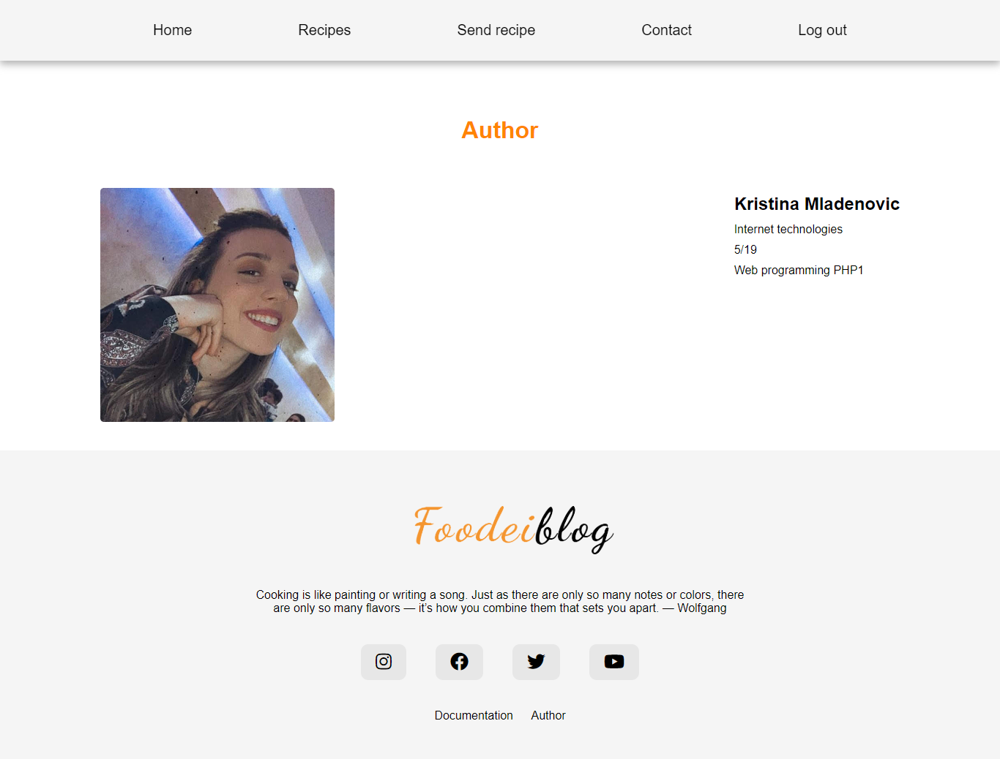 Home Recipes Send recipe Contact Log out
Author
Kristina Mladenovic
Internet technologies
5/19
Web programming PHP1
Foodeiblog
Cooking is like painting or writing a song. Just as there are only so many notes or colors, there
are only so many flavors — it’s how you combine them that sets you apart. — Wolfgang
Documentation Author